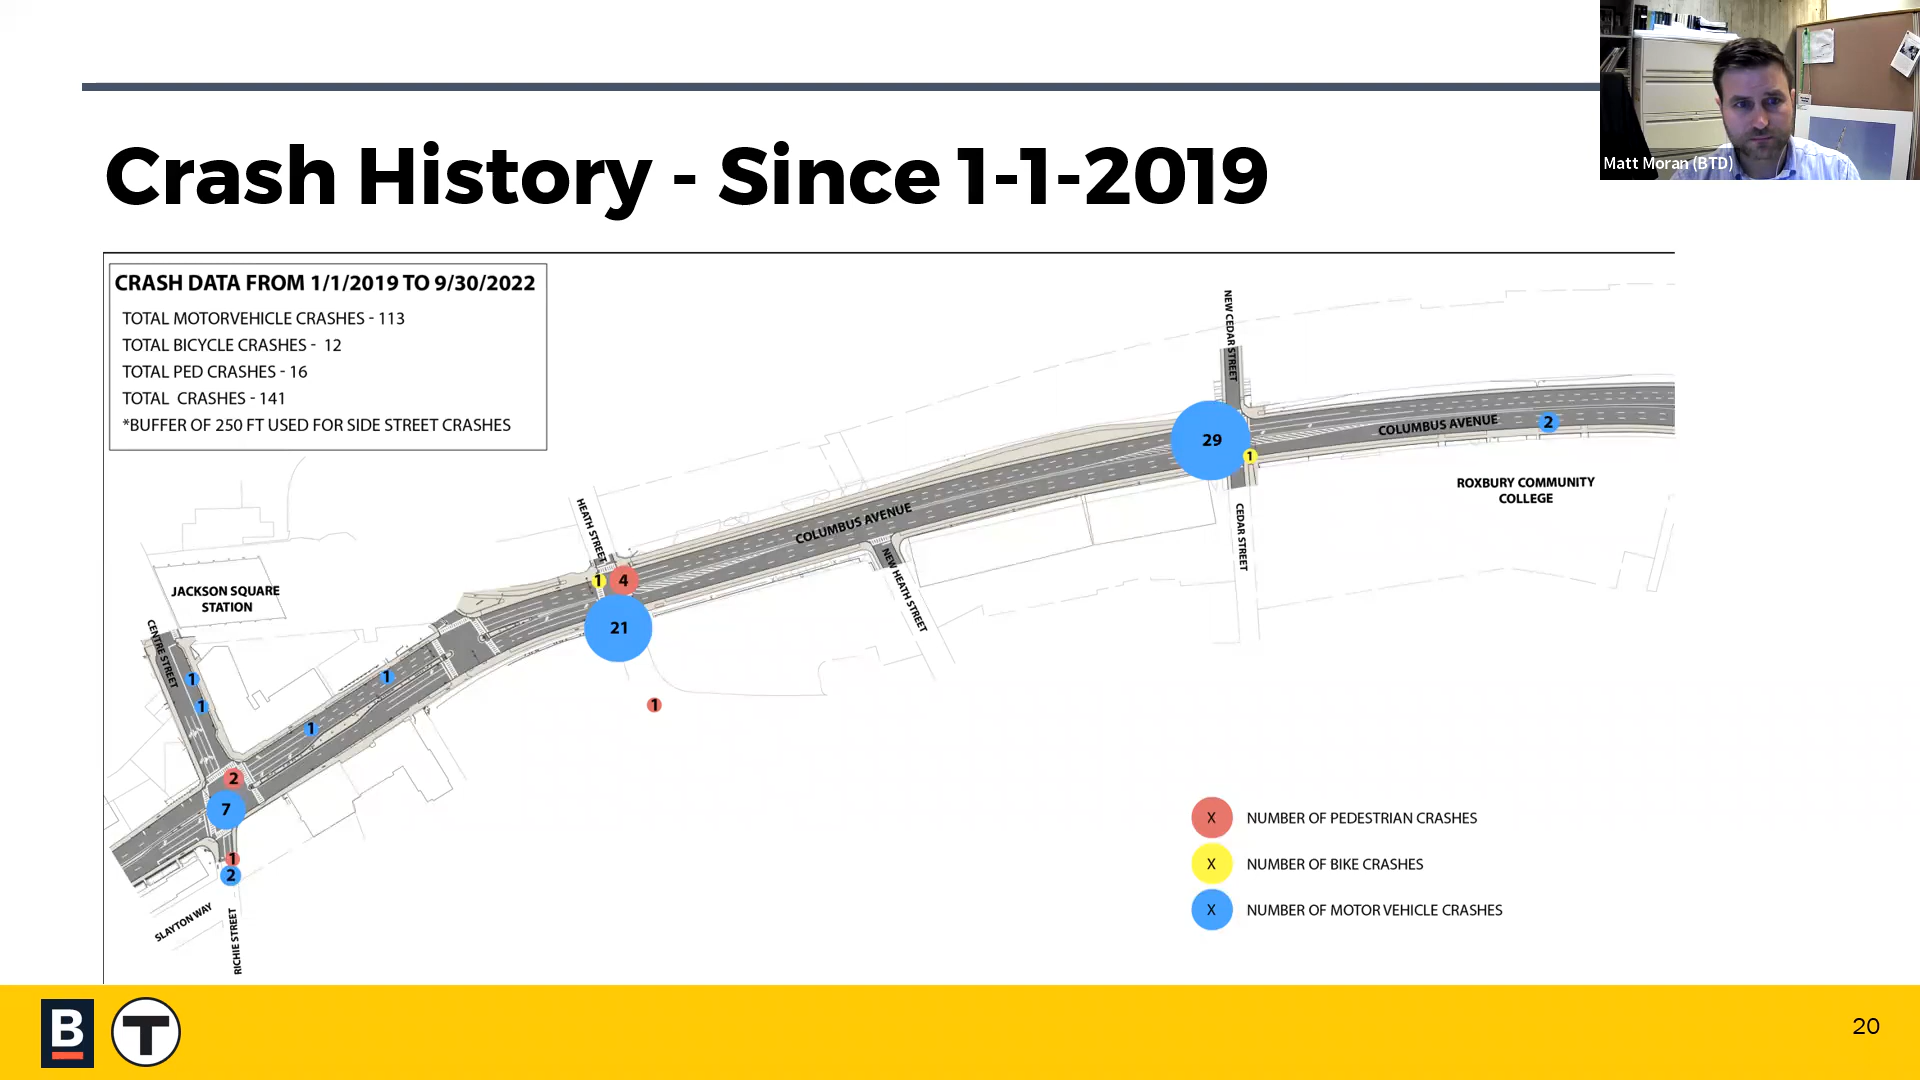 Matt Moran (BTD)
Crash History - Since 1-1-2019
CRASH DATA FROM 1/1/2019 TO 9/30/2022
TOTAL MOTORVEHICLE CRASHES - 113
TOTAL BICYCLE CRASHES - 12
TOTAL PED CRASHES - 16
TOTAL CRASHES - 141
*BUFFER OF 250 FT USED FOR SIDE STREET CRASHES
NEW CEDAR STREET
29
1
COLUMBUS AVENUE
2
ROXBURY COMMUNITY
COLLEGE
CEDAR STREET
HEATH STREET
COLUMBUS AVENUE
NEW HEATH STREET
1
4
21
1
JACKSON SQUARE
STATION
CENTRE STREET
1
1
1
1
2
7
1
2
SLAYTON WAY
RICHIE STREET
X NUMBER OF PEDESTRIAN CRASHES
X NUMBER OF BIKE CRASHES
X NUMBER OF MOTOR VEHICLE CRASHES
B
T
20